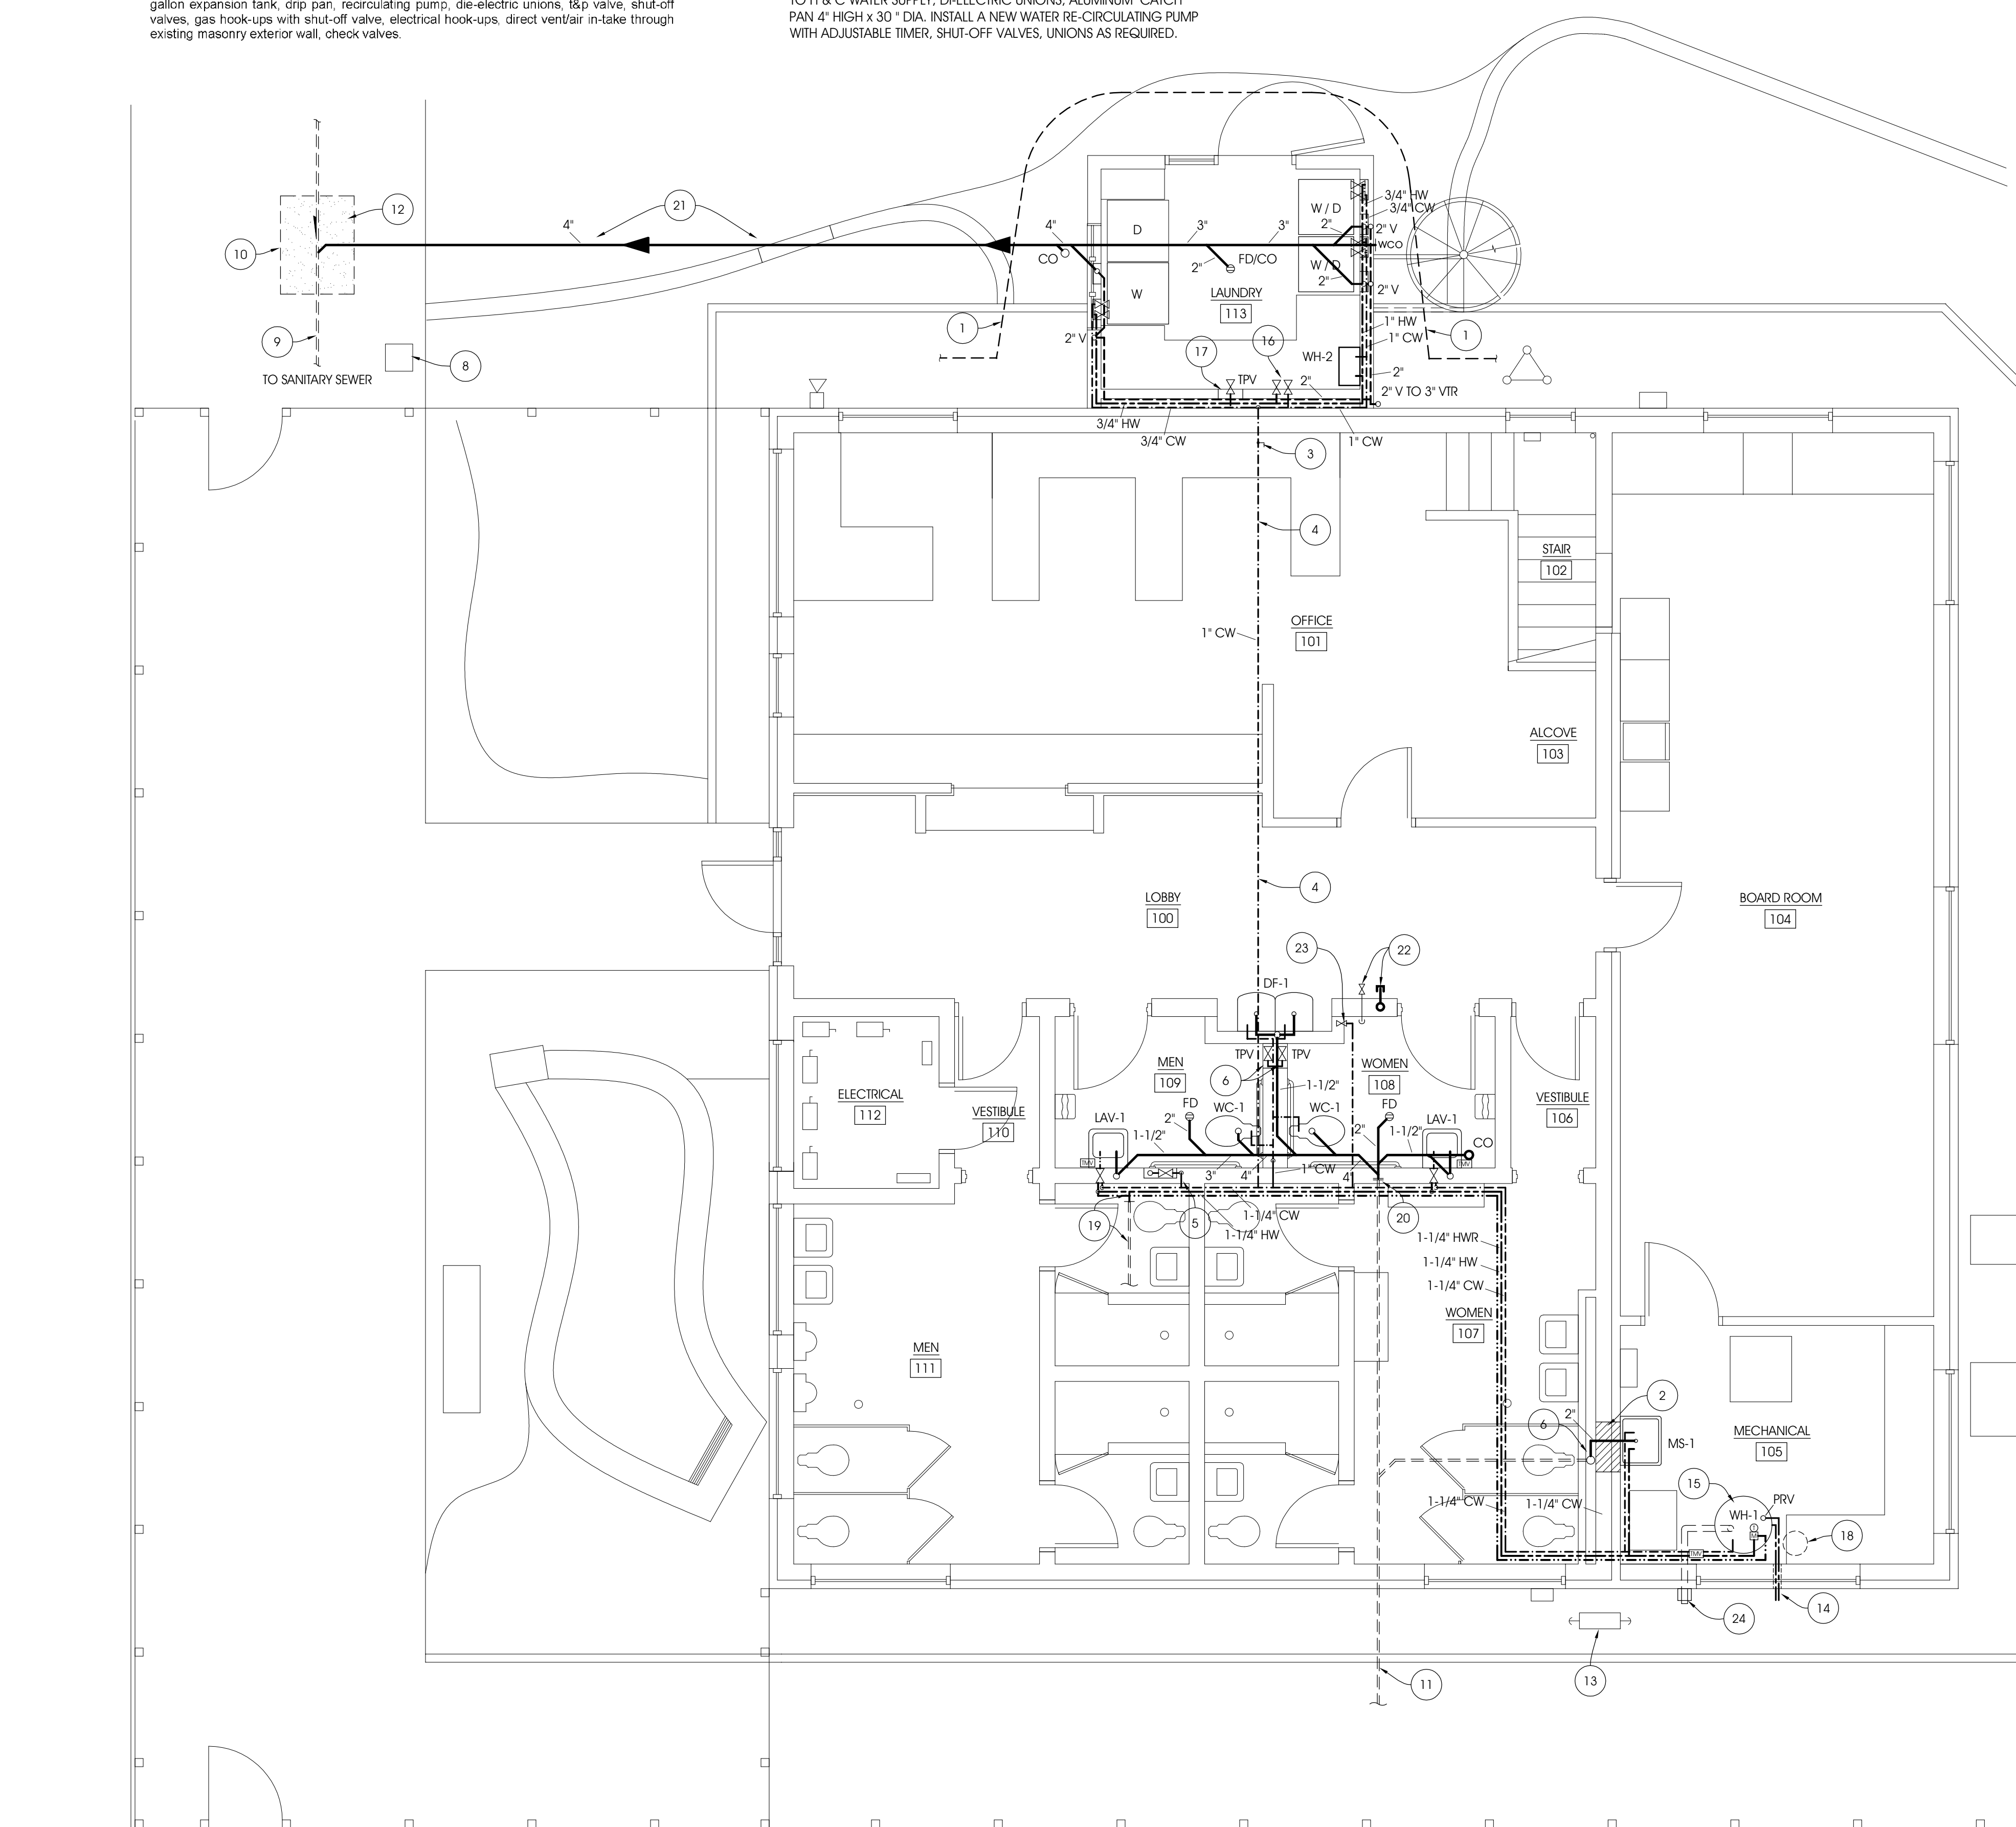 gallon expansion tank, drip pan, recirculating pump, die-electric unions, t&p valve, shut-off
valves, gas hook-ups with shut-off valve, electrical hook-ups, direct vent/air in-take through
existing masonry exterior wall, check valves.
TO H & C WATER SUPPLY, DI-ELECTRIC UNIONS, ALUMINUM CATCH
PAN 4" HIGH x 30 " DIA. INSTALL A NEW WATER RE-CIRCULATING PUMP
WITH ADJUSTABLE TIMER, SHUT-OFF VALVES, UNIONS AS REQUIRED.
12
21
10
4"
4"
CO
D
W
3"
3"
2"
FD/CO
W / D
2"
W / D
2"
3/4" HW
3/4" CW
2" V
WCO
2" V
LAUNDRY
113
9
8
TO SANITARY SEWER
1
2" V
1" HW
1" CW
1
17
16
WH-2
TPV
2"
2"
2" V TO 3" VTR
3/4" HW
3/4" CW
1" CW
3
4
STAIR
102
OFFICE
101
1" CW
ALCOVE
103
4
LOBBY
100
BOARD ROOM
104
23
22
DF-1
TPV
TPV
MEN
109
WOMEN
108
6
1-1/2"
ELECTRICAL
112
VESTIBULE
110
VESTIBULE
106
FD
WC-1
WC-1
FD
LAV-1
2"
1-1/2"
2"
1-1/2"
LAV-1
CO
TMV
TMV
3"
4"
1" CW
4"
19
5
20
1-1/4" CW
1-1/4" HW
1-1/4" HWR
1-1/4" HW
1-1/4" CW
WOMEN
107
MEN
111
2
6
2"
MS-1
MECHANICAL
105
1-1/4" CW
1-1/4" CW
15
PRV
WH-1
18
TMV
24
14
13
11